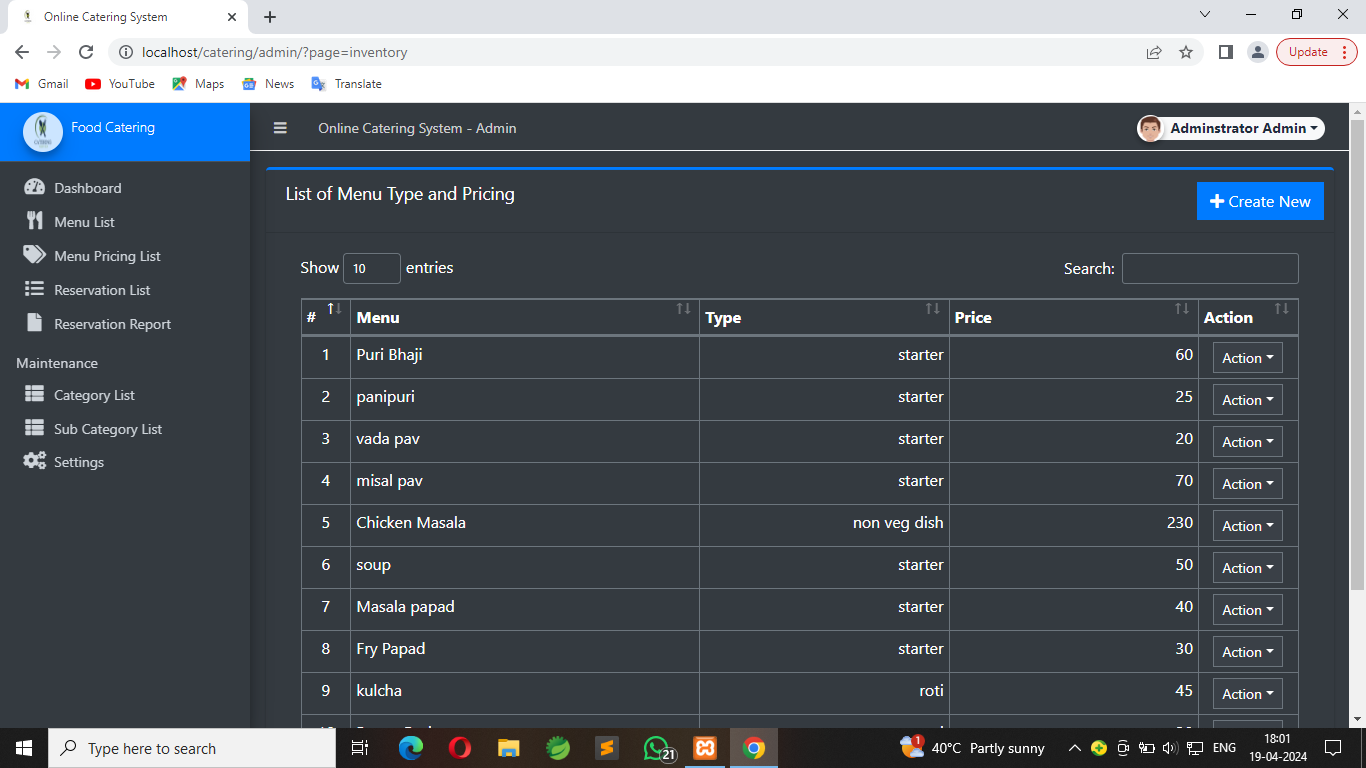 Online Catering System
localhost/catering/admin/?page=inventory
Update
Gmail YouTube Maps News Translate
Food Catering
Online Catering System - Admin
Adminstrator Admin
Dashboard
Menu List
Menu Pricing List
Reservation List
Reservation Report
Maintenance
Category List
Sub Category List
Settings
List of Menu Type and Pricing
Create New
Show 10 entries
Search:
# Menu Type Price Action
1 Puri Bhaji starter 60 Action
2 panipuri starter 25 Action
3 vada pav starter 20 Action
4 misal pav starter 70 Action
5 Chicken Masala non veg dish 230 Action
6 soup starter 50 Action
7 Masala papad starter 40 Action
8 Fry Papad starter 30 Action
9 kulcha roti 45 Action
Type here to search
21
1
40°C Partly sunny
ENG
18:01
19-04-2024